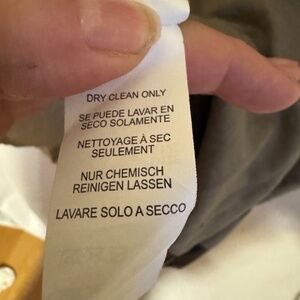 DRY CLEAN ONLY
SE PUEDE LAVAR EN
SECO SOLAMENTE
NETTOYAGE À SEC
SEULEMENT
NUR CHEMISCH
REINIGEN LASSEN
LAVARE SOLO A SECCO